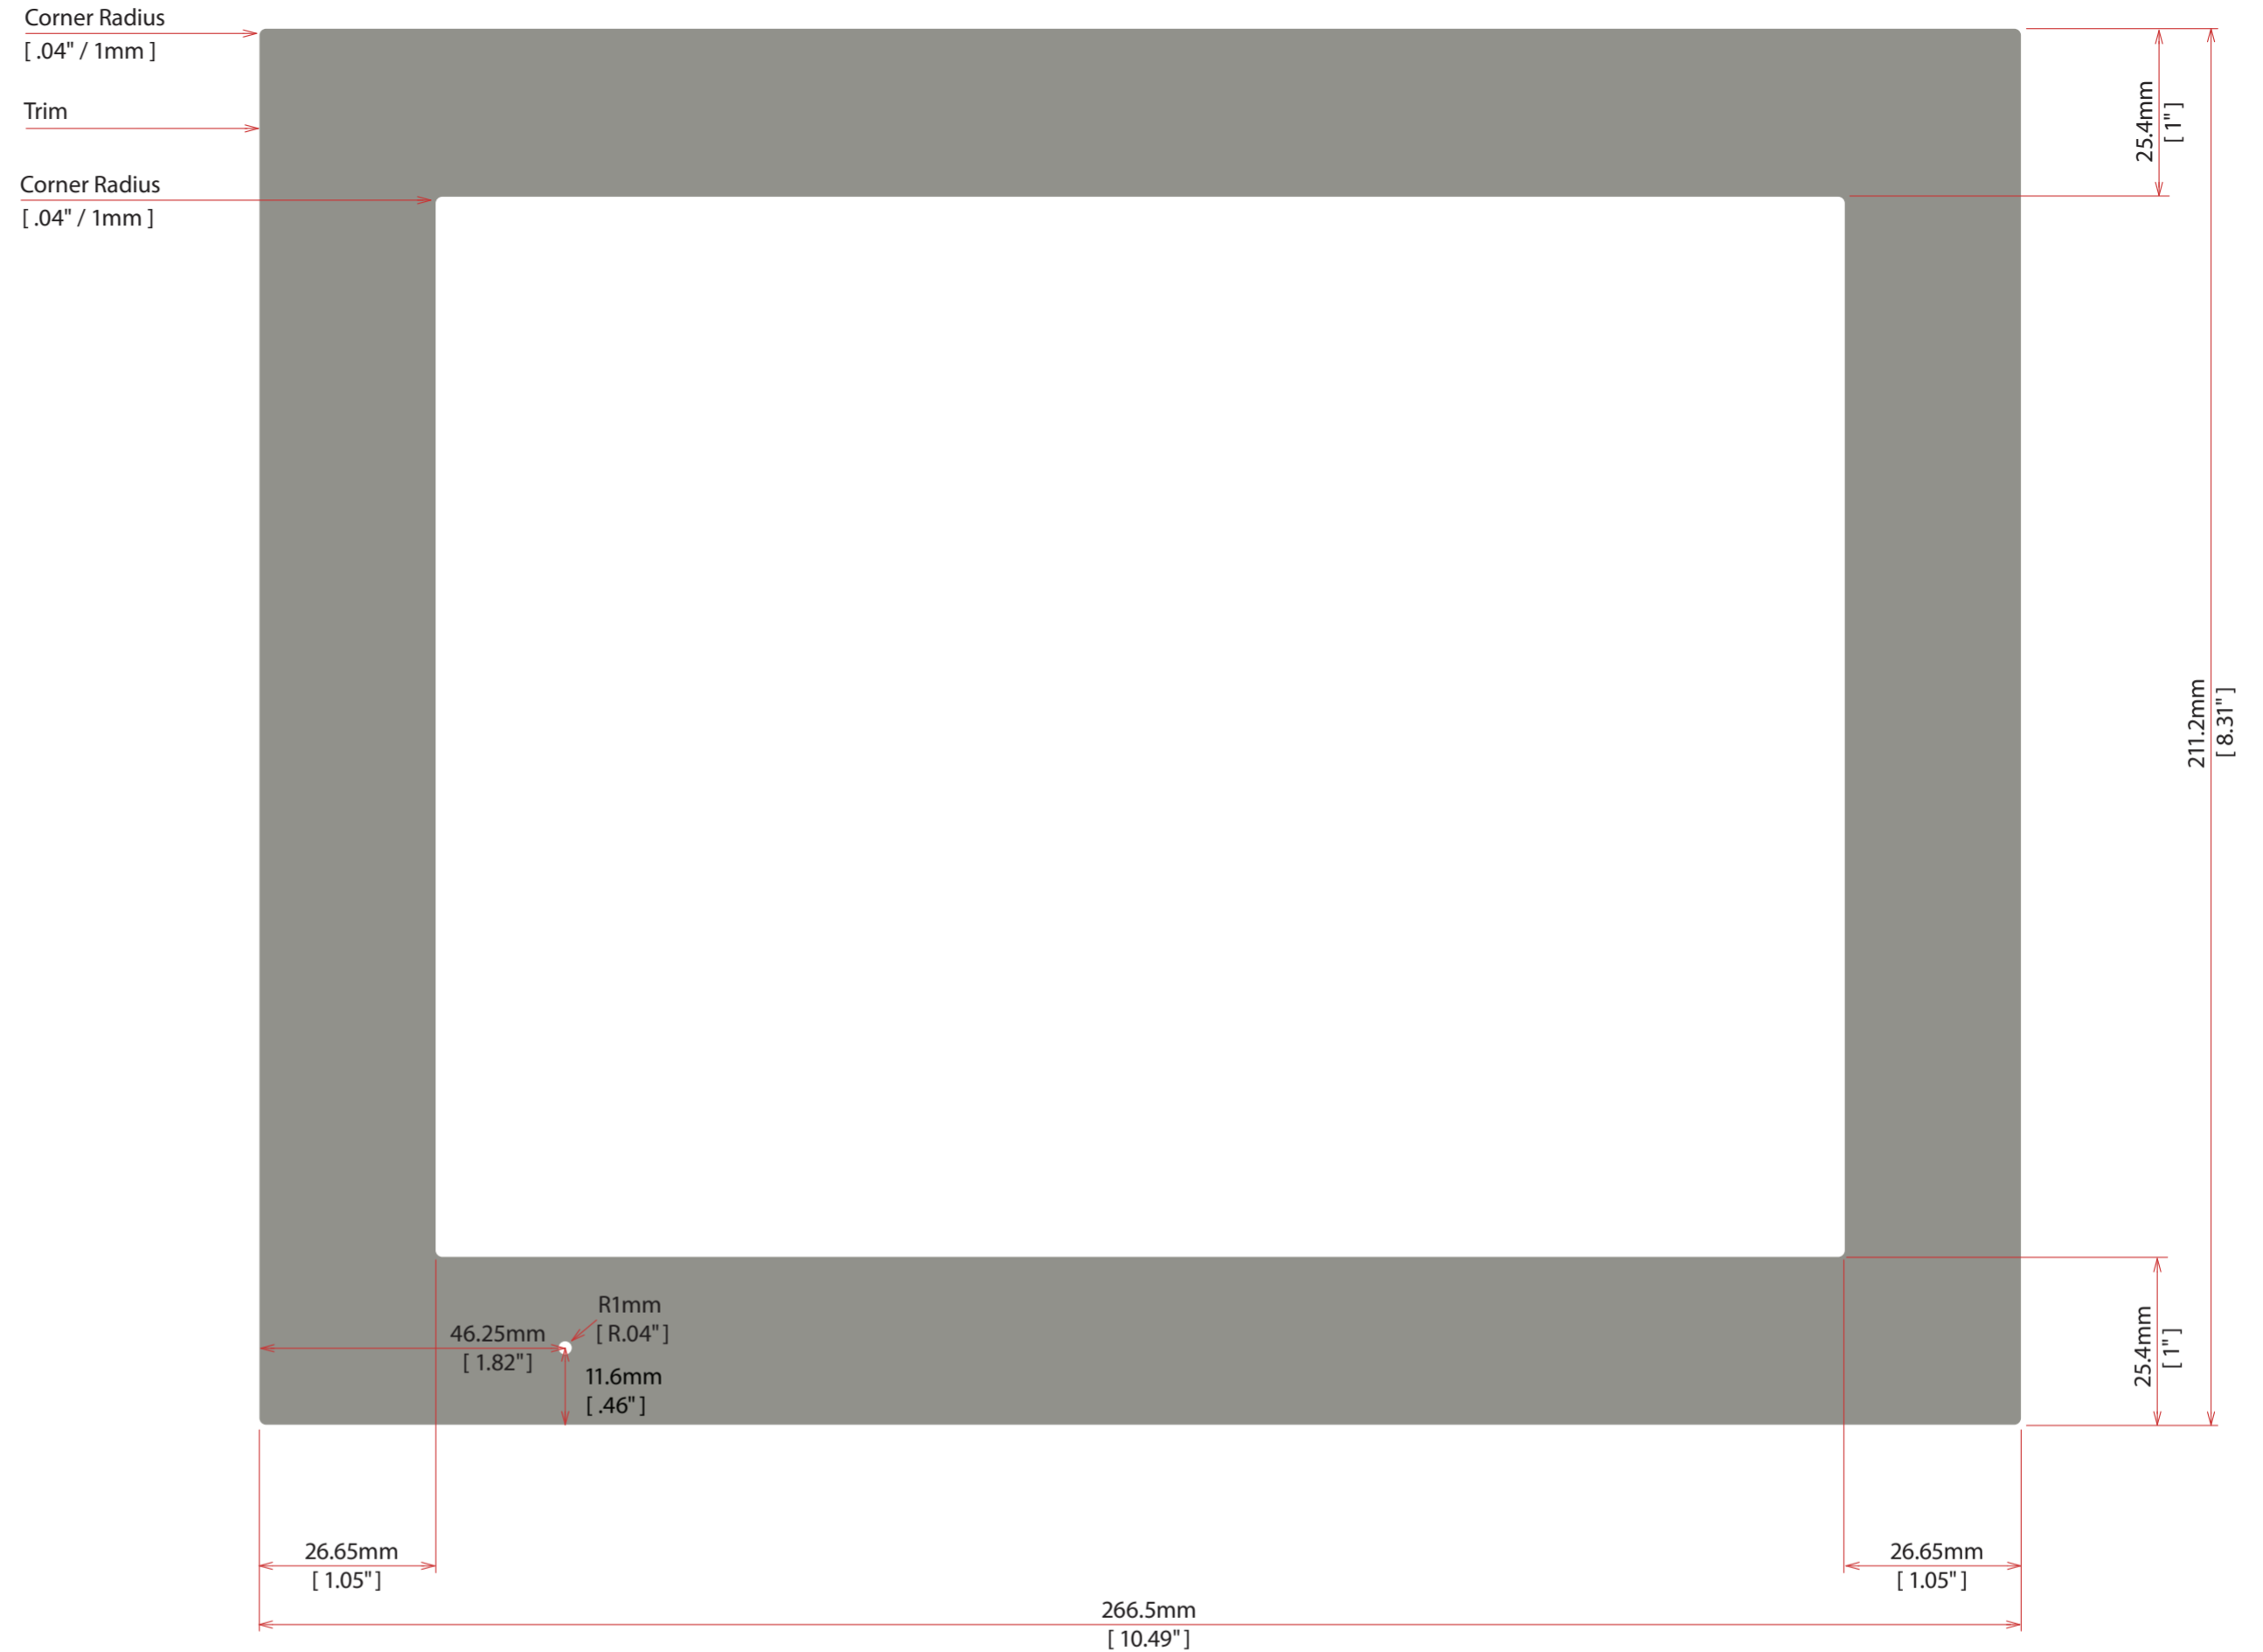 Corner Radius
[ .04" / 1mm ]
Trim
Corner Radius
[ .04" / 1mm ]
25.4mm
[ 1" ]
211.2mm
[ 8.31" ]
R1mm
[ R.04" ]
46.25mm
[ 1.82" ]
11.6mm
[ .46" ]
25.4mm
[ 1" ]
26.65mm
[ 1.05" ]
26.65mm
[ 1.05" ]
266.5mm
[ 10.49" ]